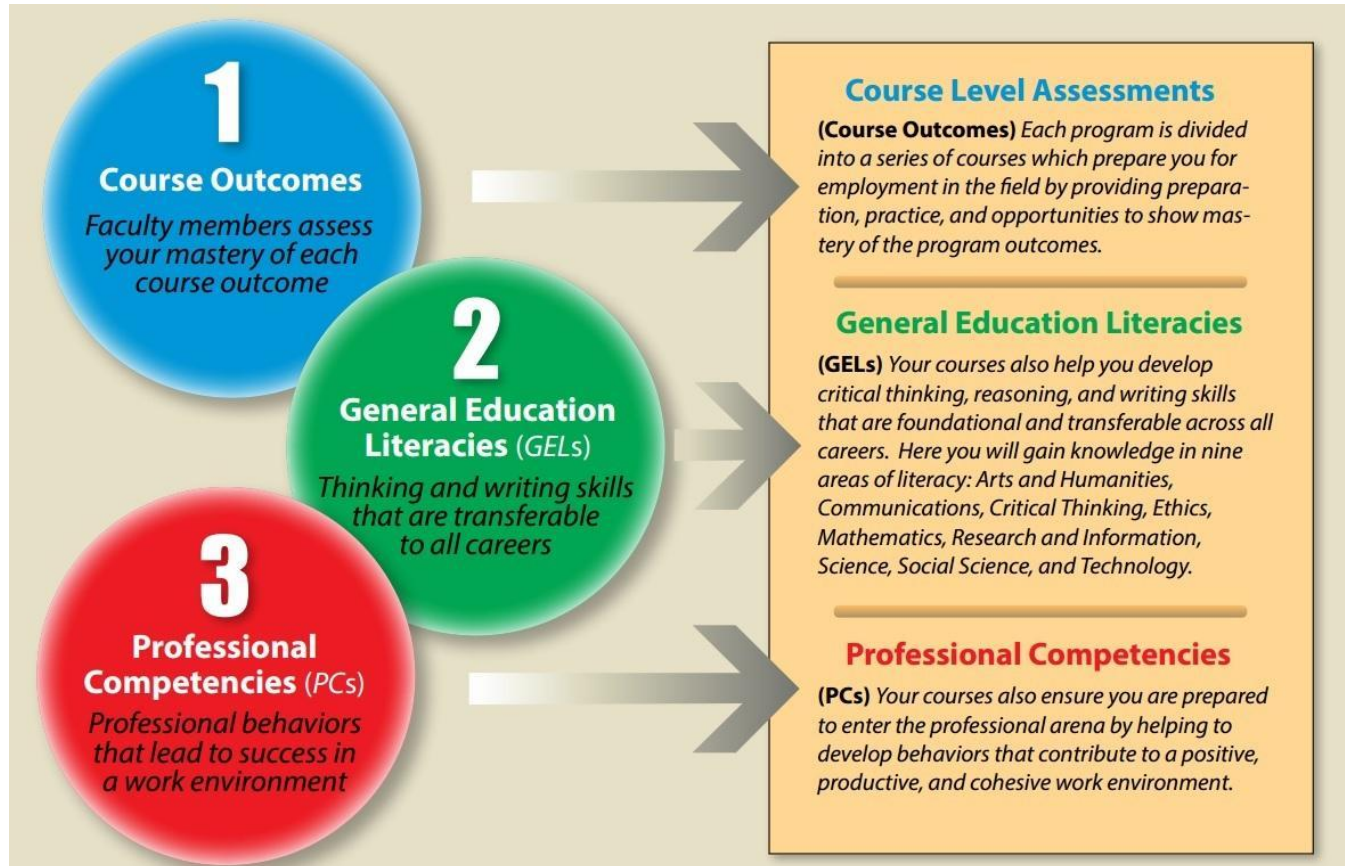 1
Course Outcomes
Faculty members assess
your mastery of each
course outcome
2
General Education
Literacies (GELs)
Thinking and writing skills
that are transferable
to all careers
3
Professional
Competencies (PCs)
Professional behaviors
that lead to success in
a work environment
Course Level Assessments
(Course Outcomes) Each program is divided
into a series of courses which prepare you for
employment in the field by providing prepara-
tion, practice, and opportunities to show mas-
tery of the program outcomes.
General Education Literacies
(GELs) Your courses also help you develop
critical thinking, reasoning, and writing skills
that are foundational and transferable across all
careers. Here you will gain knowledge in nine
areas of literacy: Arts and Humanities,
Communications, Critical Thinking, Ethics,
Mathematics, Research and Information,
Science, Social Science, and Technology.
Professional Competencies
(PCs) Your courses also ensure you are prepared
to enter the professional arena by helping to
develop behaviors that contribute to a positive,
productive, and cohesive work environment.